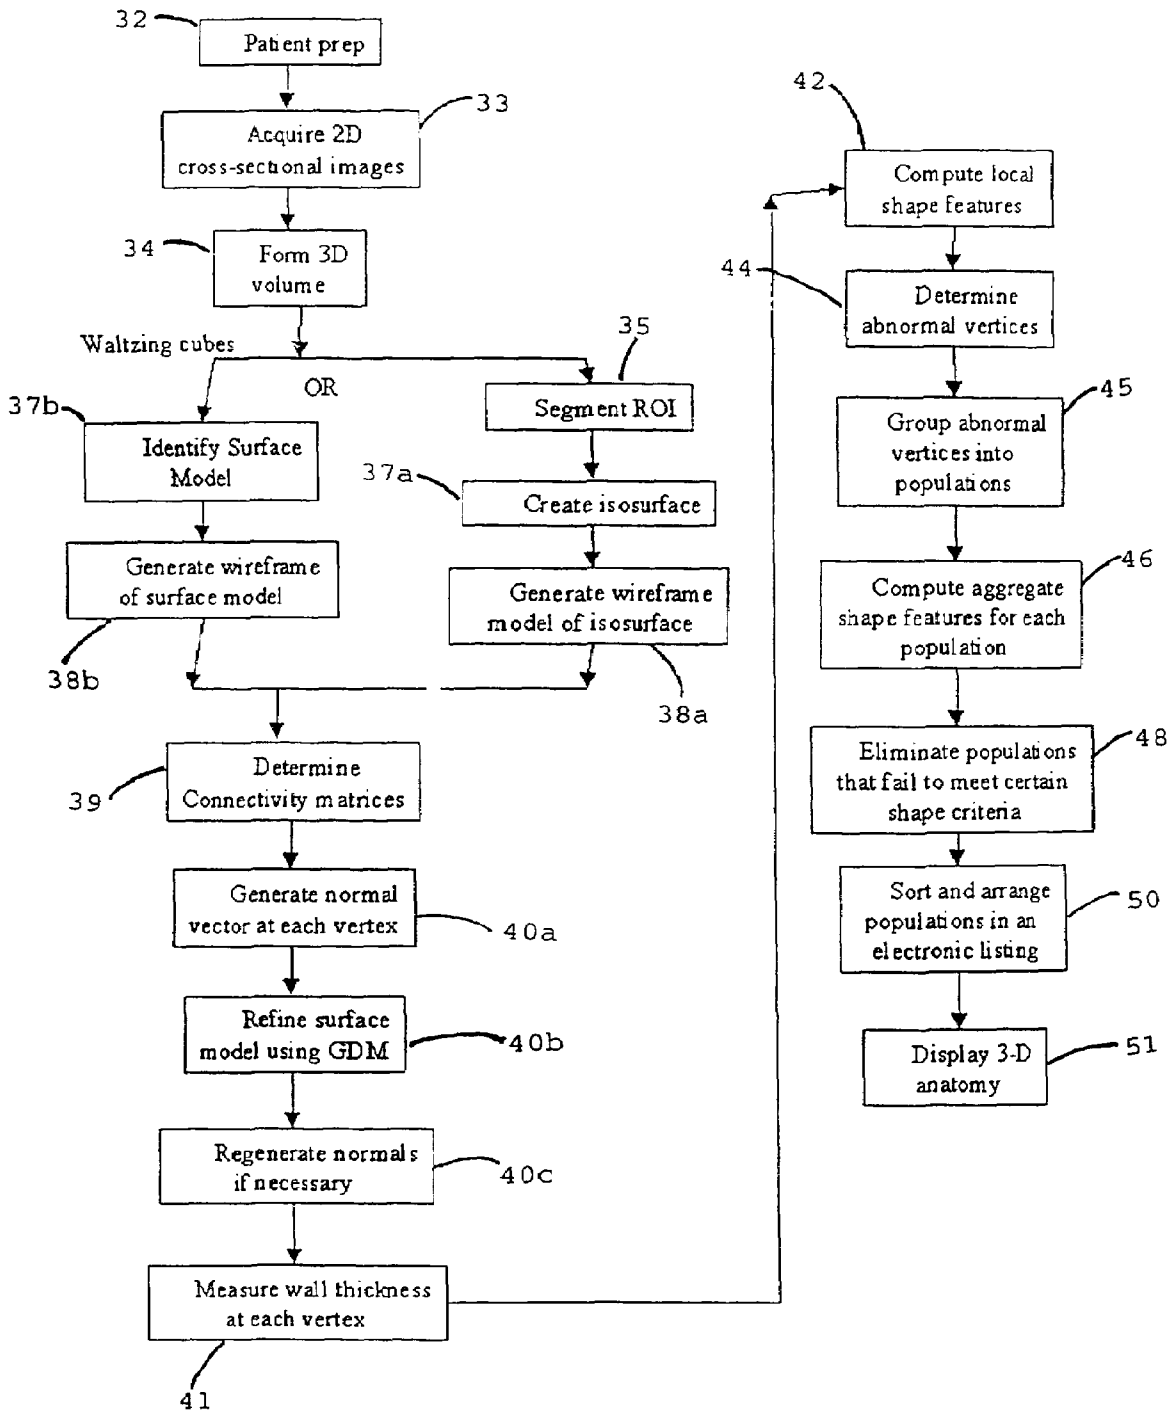 32
Patient prep
33
Acquire 2D
cross-sectional images
34
Form 3D
volume
Waltzing cubes
OR
35
Segment ROI
37b
Identify Surface
Model
37a
Create isosurface
Generate wireframe
of surface model
38b
Generate wireframe
model of isosurface
38a
39
Determine
Connectivity matrices
Generate normal
vector at each vertex
40a
Refine surface
model using GDM
40b
Regenerate normals
if necessary
40c
Measure wall thickness
at each vertex
41
42
Compute local
shape features
44
Determine
abnormal vertices
45
Group abnormal
vertices into
populations
46
Compute aggregate
shape features for each
population
48
Eliminate populations
that fail to meet certain
shape criteria
50
Sort and arrange
populations in an
electronic listing
51
Display 3-D
anatomy